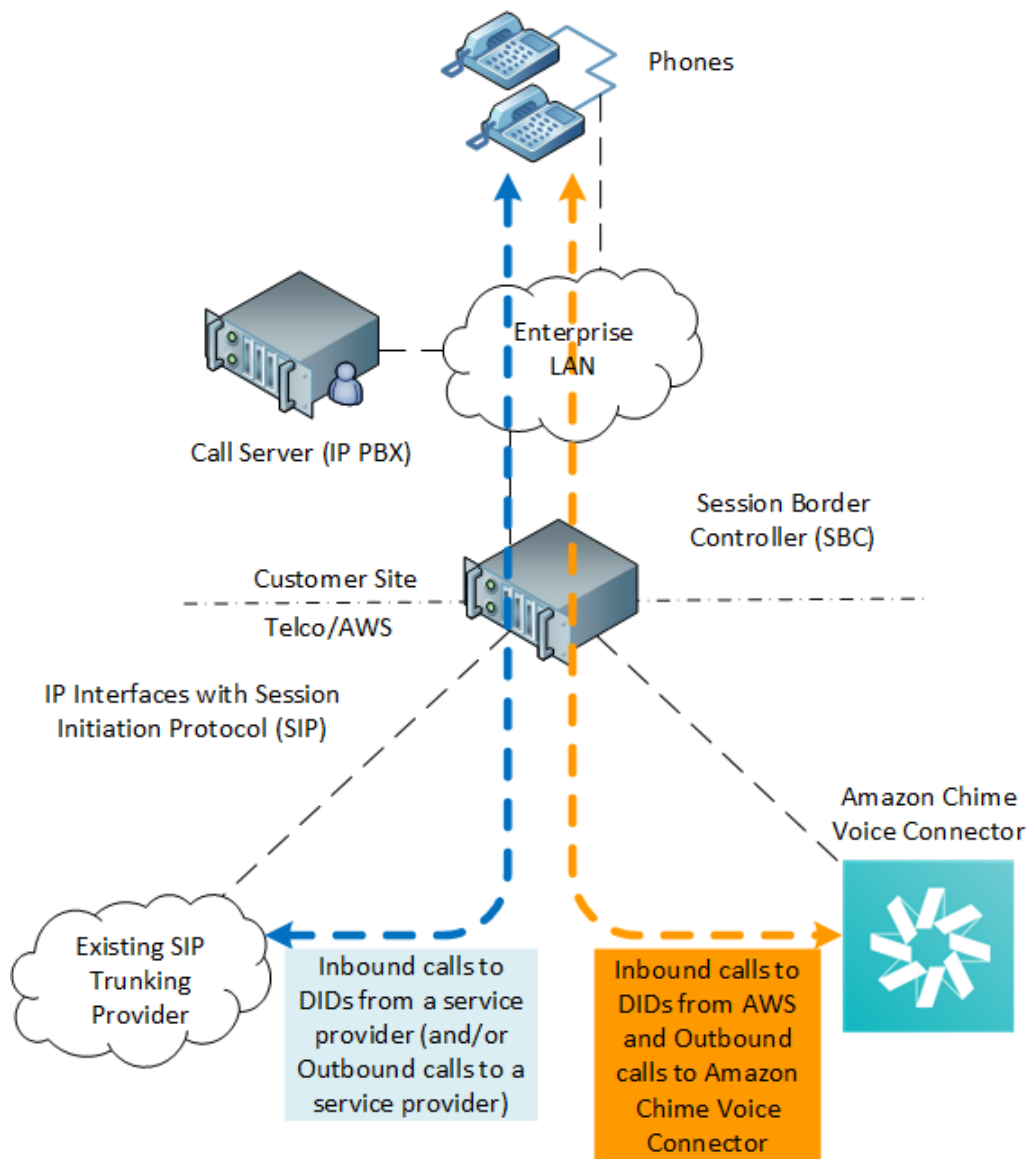 Phones
Enterprise
LAN
Call Server (IP PBX)
Session Border
Controller (SBC)
Customer Site
Telco/AWS
IP Interfaces with Session
Initiation Protocol (SIP)
Amazon Chime
Voice Connector
Existing SIP
Trunking
Provider
Inbound calls to
DIDs from a service
provider (and/or
Outbound calls to a
service provider)
Inbound calls to
DIDs from AWS
and Outbound
calls to Amazon
Chime Voice
Connector